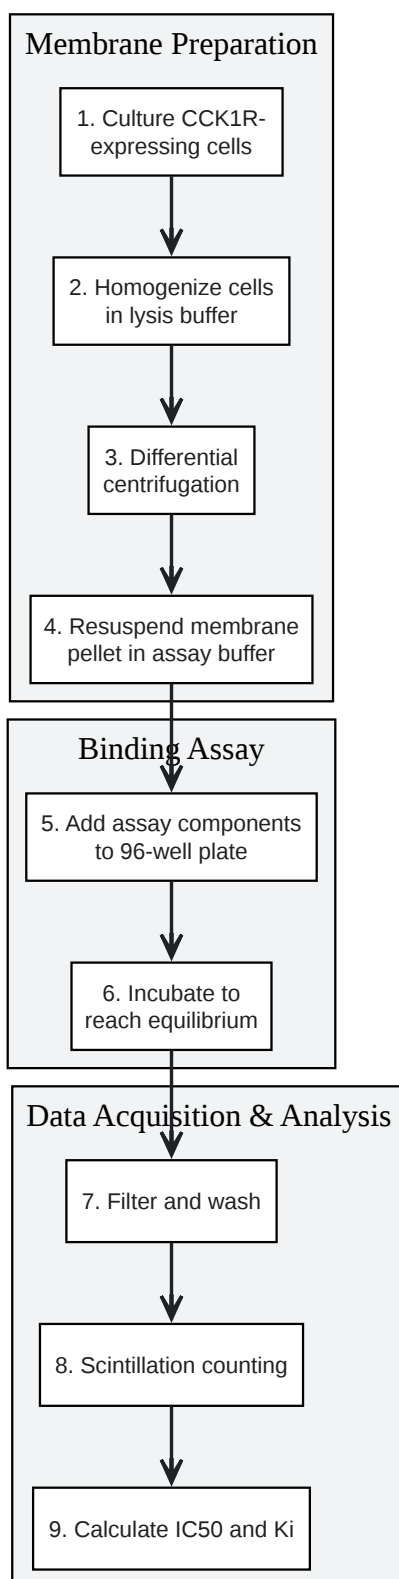 Membrane Preparation
1. Culture CCK1R-
expressing cells
2. Homogenize cells
in lysis buffer
3. Differential
centrifugation
4. Resuspend membrane
pellet in assay buffer
Binding Assay
5. Add assay components
to 96-well plate
6. Incubate to
reach equilibrium
Data Acquisition & Analysis
7. Filter and wash
8. Scintillation counting
9. Calculate IC50 and Ki